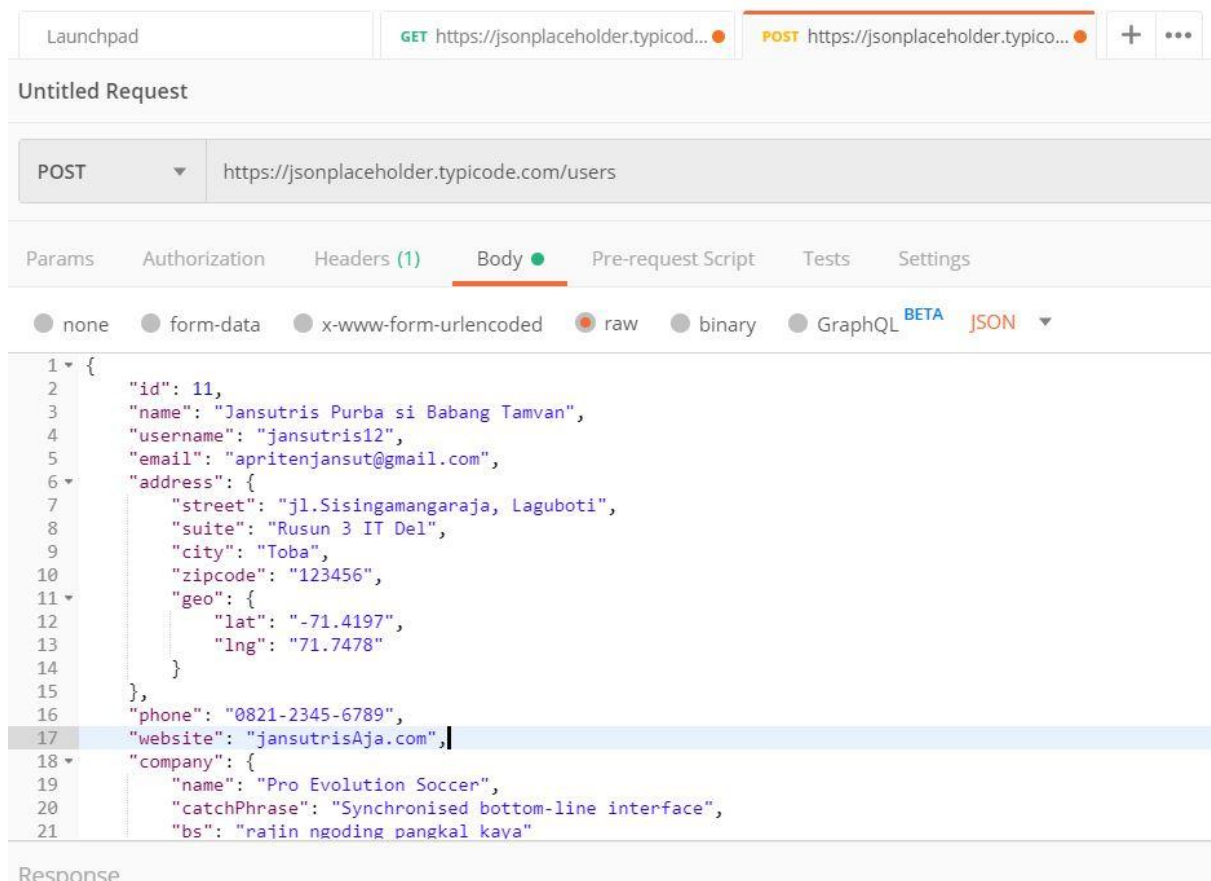 Launchpad
GET https://jsonplaceholder.typicod...
POST https://jsonplaceholder.typico...
Untitled Request
POST https://jsonplaceholder.typicode.com/users
Params Authorization Headers (1) Body Pre-request Script Tests Settings
none form-data x-www-form-urlencoded raw binary GraphQL BETA JSON
1 {
2 "id": 11,
3 "name": "Jansutris Purba si Babang Tamvan",
4 "username": "jansutris12",
5 "email": "apritenjansut@gmail.com",
6 "address": {
7 "street": "jl.Sisingamangaraja, Laguboti",
8 "suite": "Rusun 3 IT Del",
9 "city": "Toba",
10 "zipcode": "123456",
11 "geo": {
12 "lat": "-71.4197",
13 "lng": "71.7478"
14 }
15 },
16 "phone": "0821-2345-6789",
17 "website": "jansutrisAja.com",
18 "company": {
19 "name": "Pro Evolution Soccer",
20 "catchPhrase": "Synchronised bottom-line interface",
21 "bs": "rajin ngoding pangkal kaya"
Response